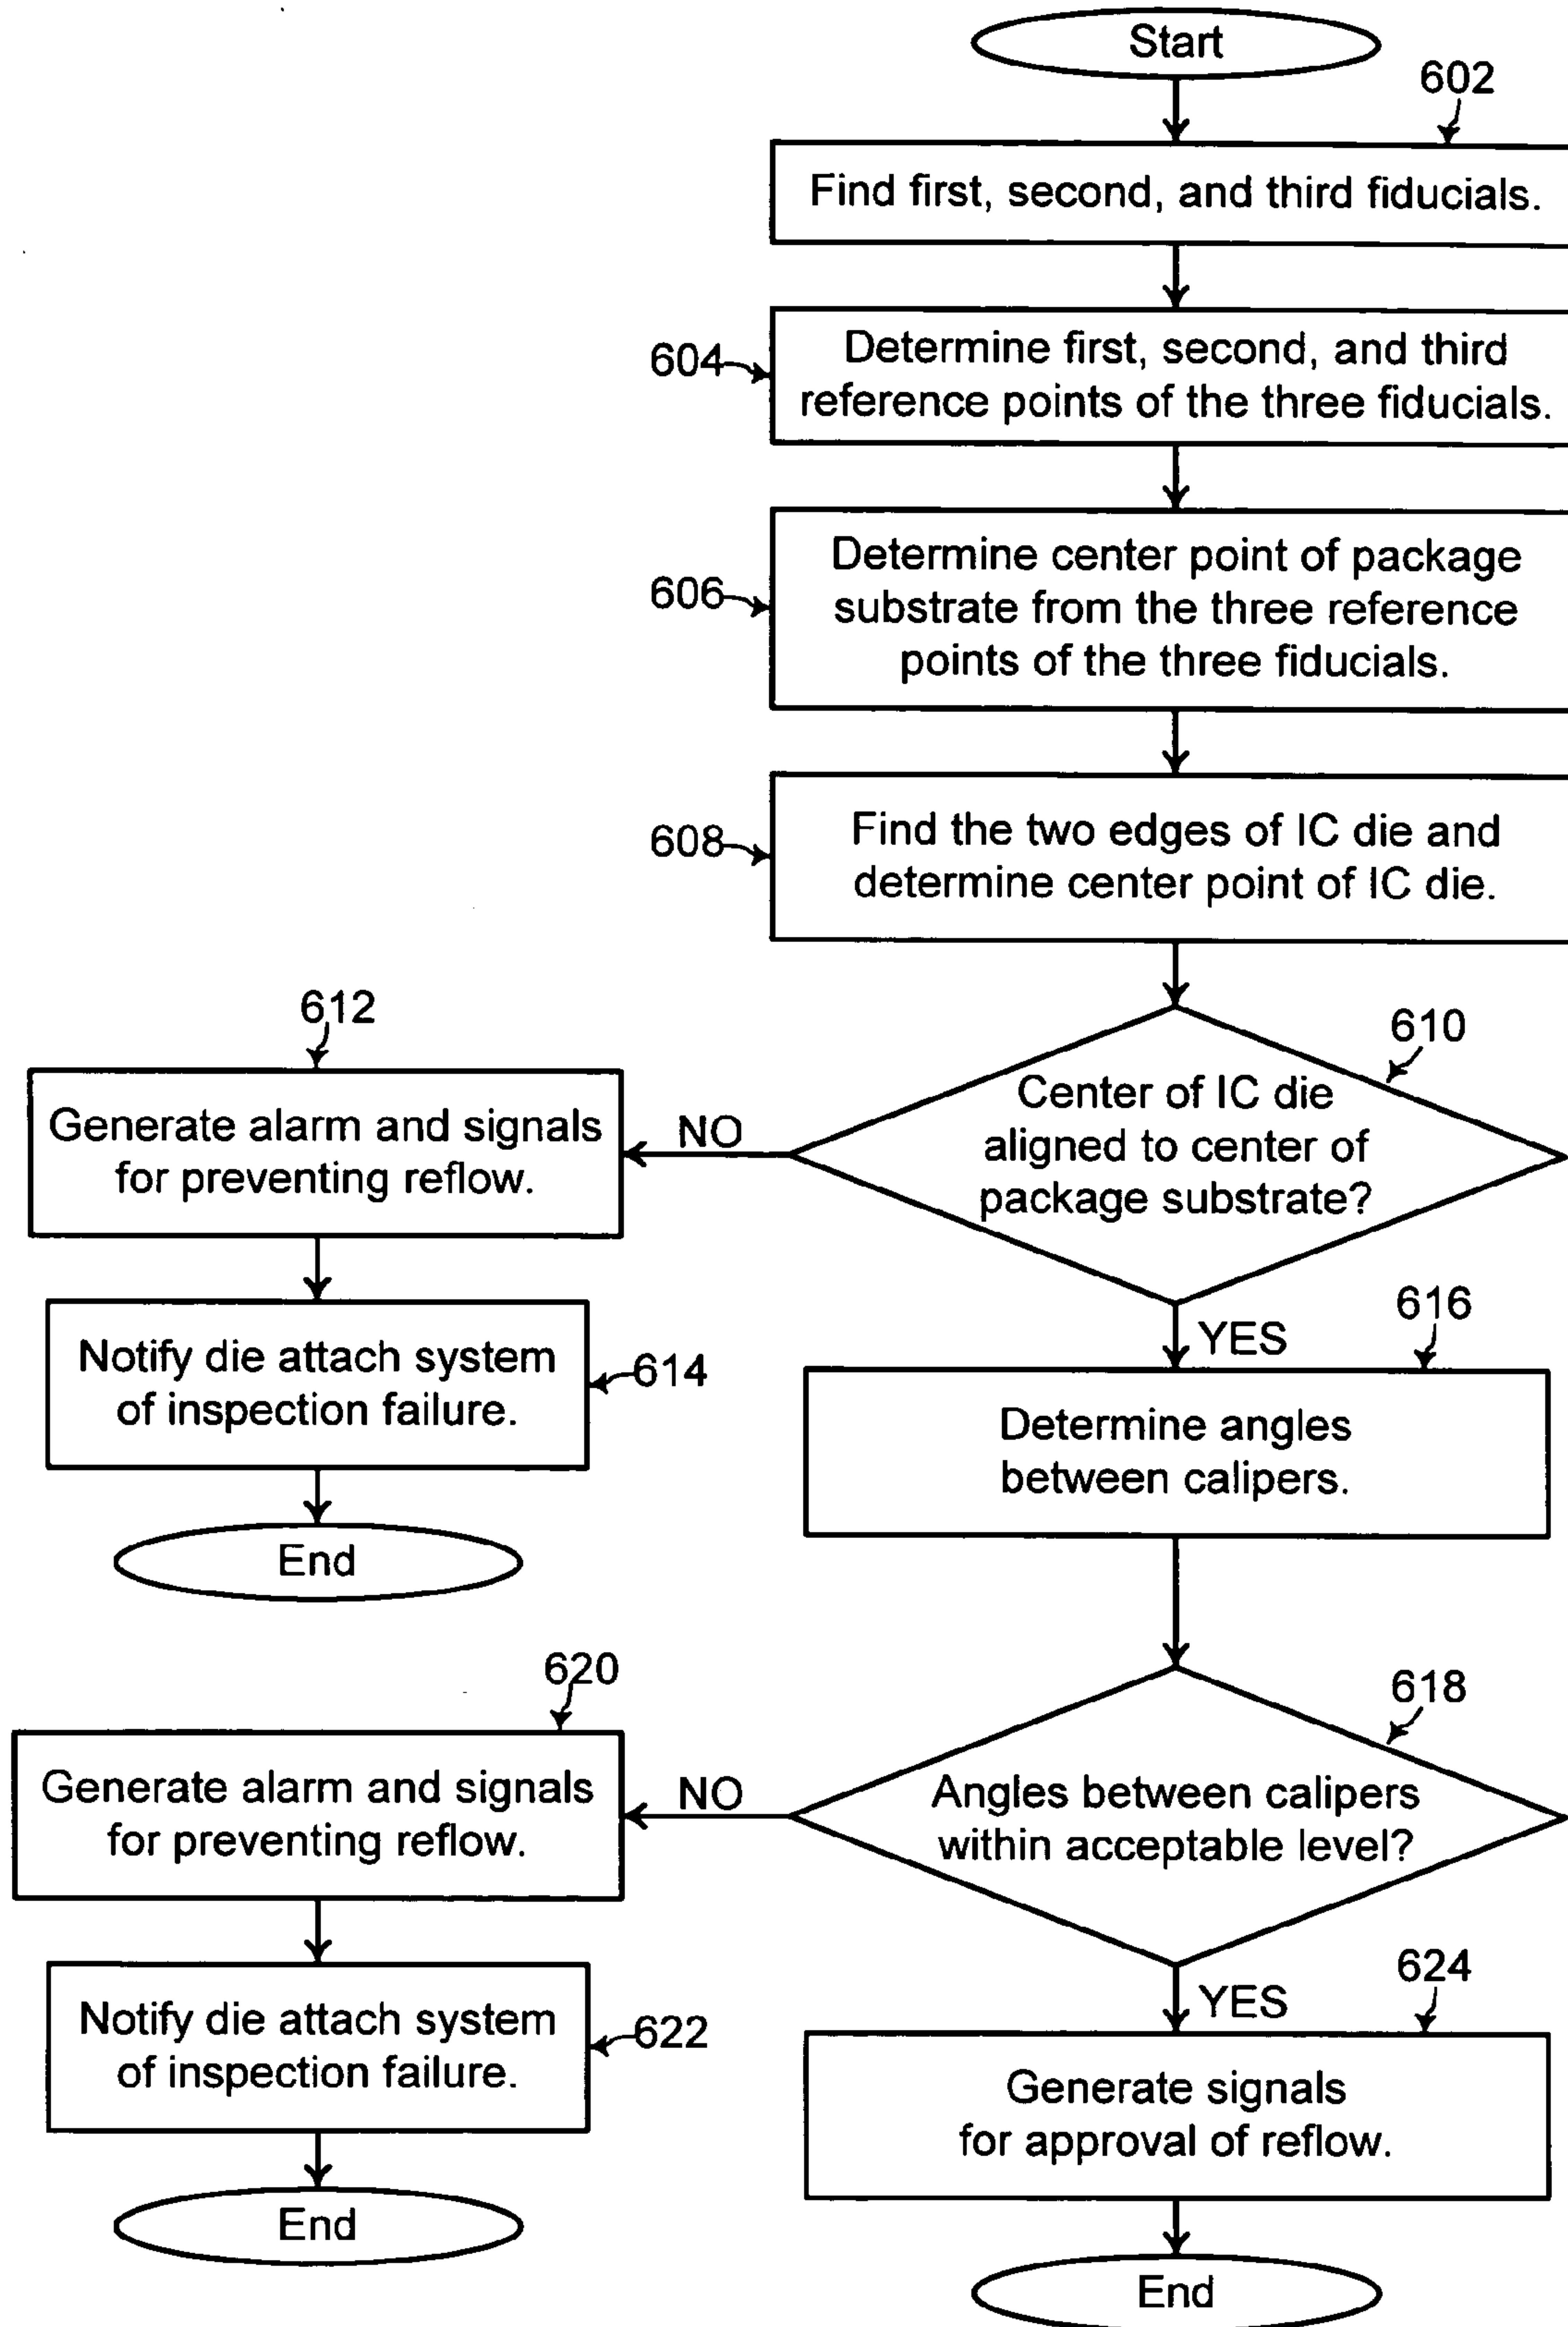 Start
602
Find first, second, and third fiducials.
604
Determine first, second, and third
reference points of the three fiducials.
606
Determine center point of package
substrate from the three reference
points of the three fiducials.
608
Find the two edges of IC die and
determine center point of IC die.
610
Center of IC die
aligned to center of
package substrate?
NO
612
Generate alarm and signals
for preventing reflow.
614
Notify die attach system
of inspection failure.
End
YES
616
Determine angles
between calipers.
618
Angles between calipers
within acceptable level?
NO
620
Generate alarm and signals
for preventing reflow.
622
Notify die attach system
of inspection failure.
End
YES
624
Generate signals
for approval of reflow.
End